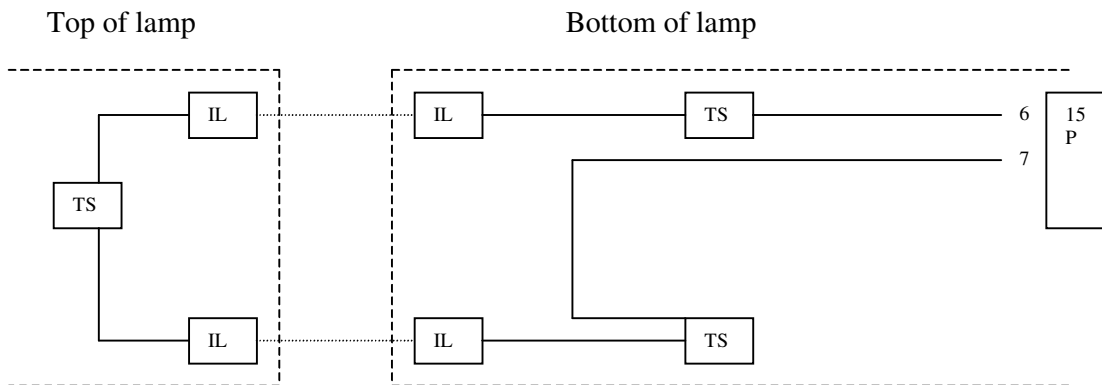 Top of lamp
Bottom of lamp
IL
IL
TS
6
15
P
7
TS
IL
IL
TS